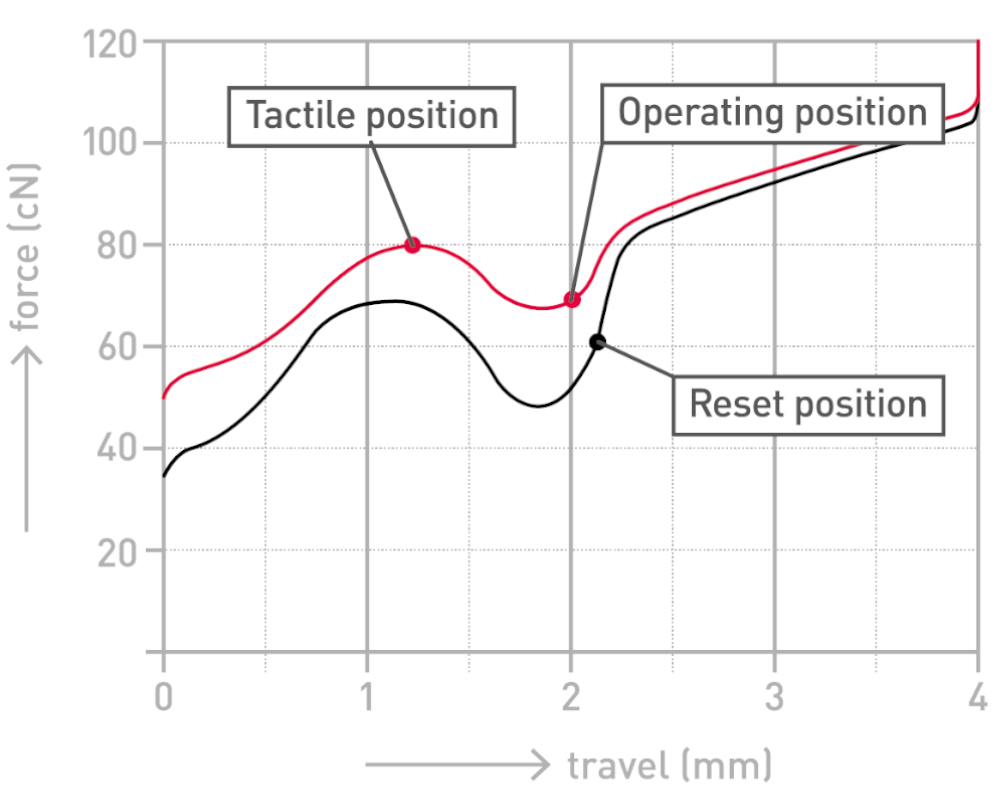 120
100
80
60
40
20
force (cN)
Tactile position
Operating position
Reset position
0 1 2 3 4
travel (mm)